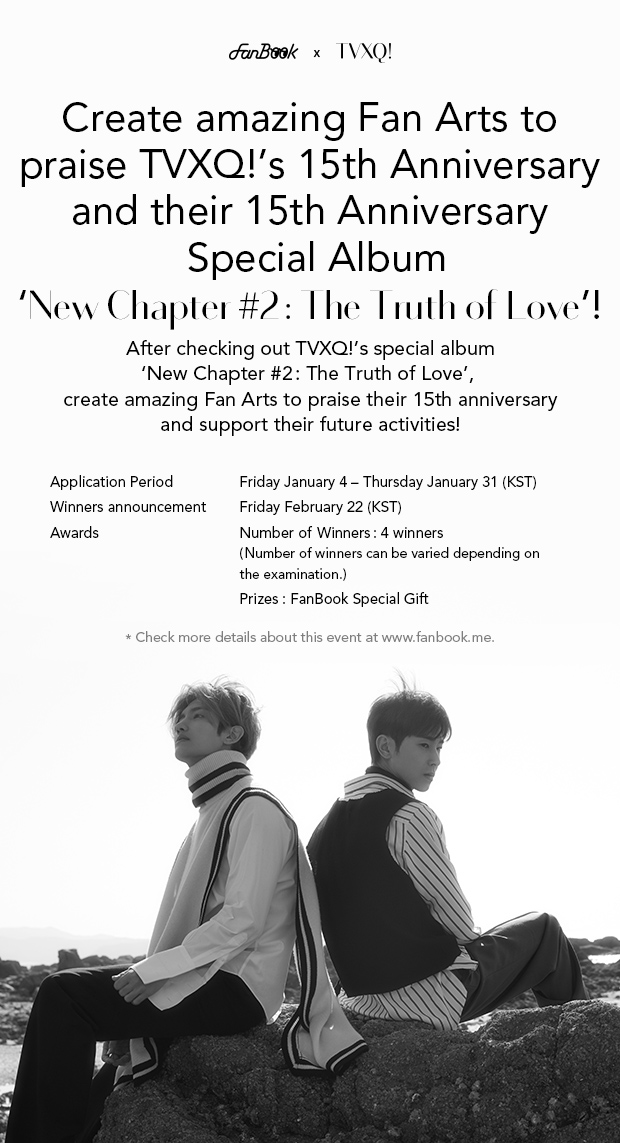 FanBook x TVXQ!
Create amazing Fan Arts to
praise TVXQ!’s 15th Anniversary
and their 15th Anniversary
Special Album
‘New Chapter #2 : The Truth of Love’!
After checking out TVXQ!’s special album
‘New Chapter #2 : The Truth of Love’,
create amazing Fan Arts to praise their 15th anniversary
and support their future activities!
Application Period Friday January 4 – Thursday January 31 (KST)
Winners announcement Friday February 22 (KST)
Awards Number of Winners : 4 winners
(Number of winners can be varied depending on
the examination.)
Prizes : FanBook Special Gift
* Check more details about this event at www.fanbook.me.